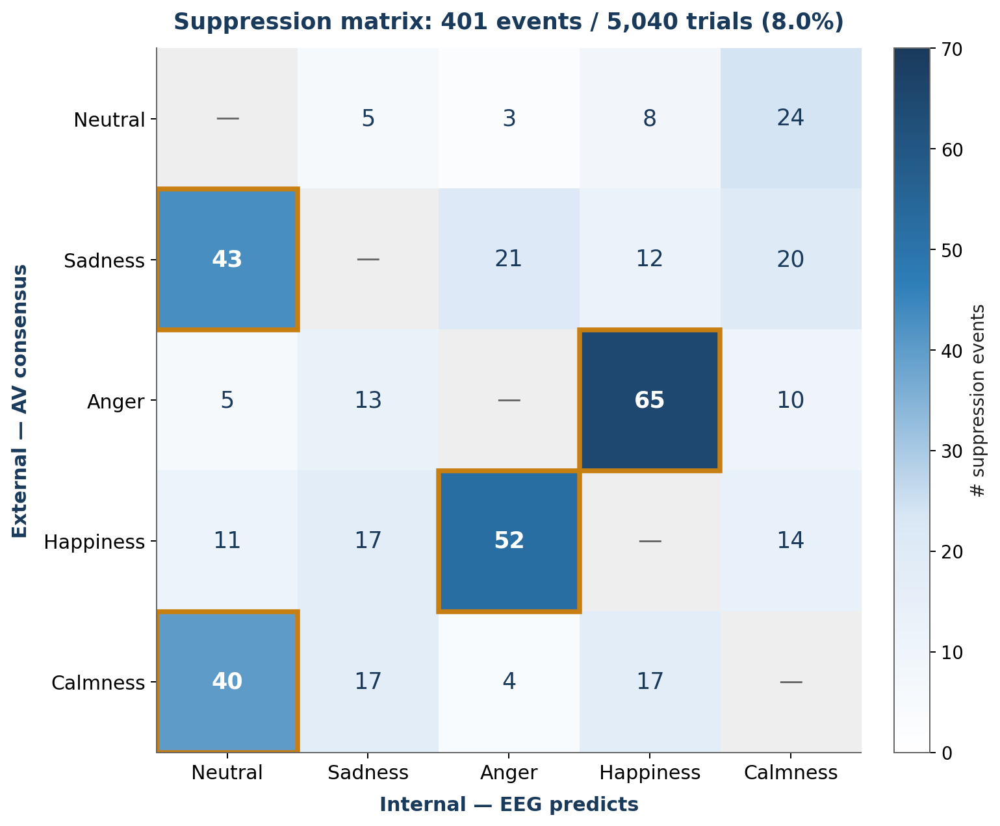 Suppression matrix: 401 events / 5,040 trials (8.0%)
Neutral — 5 3 8 24
Sadness 43 — 21 12 20
Anger 5 13 — 65 10
Happiness 11 17 52 — 14
Calmness 40 17 4 17 —
Neutral Sadness Anger Happiness Calmness
Internal — EEG predicts
External — AV consensus
70
60
50
40
30
20
10
0
# suppression events